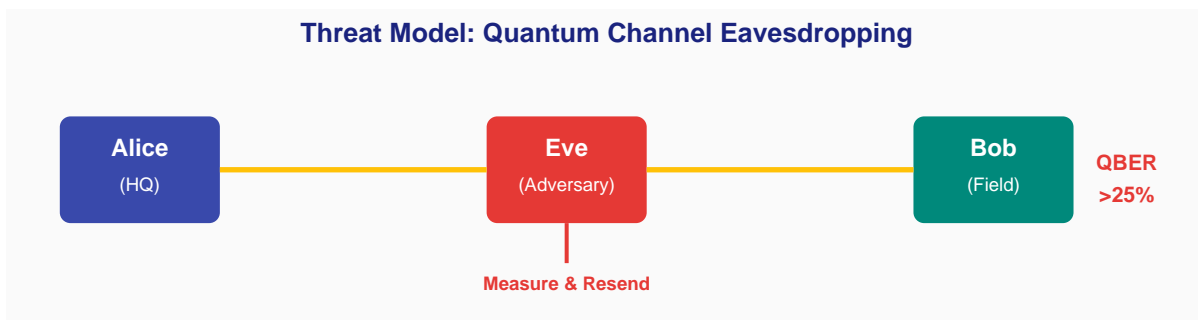 Threat Model: Quantum Channel Eavesdropping
Alice
(HQ)
Eve
(Adversary)
Bob
(Field)
QBER
>25%
Measure & Resend